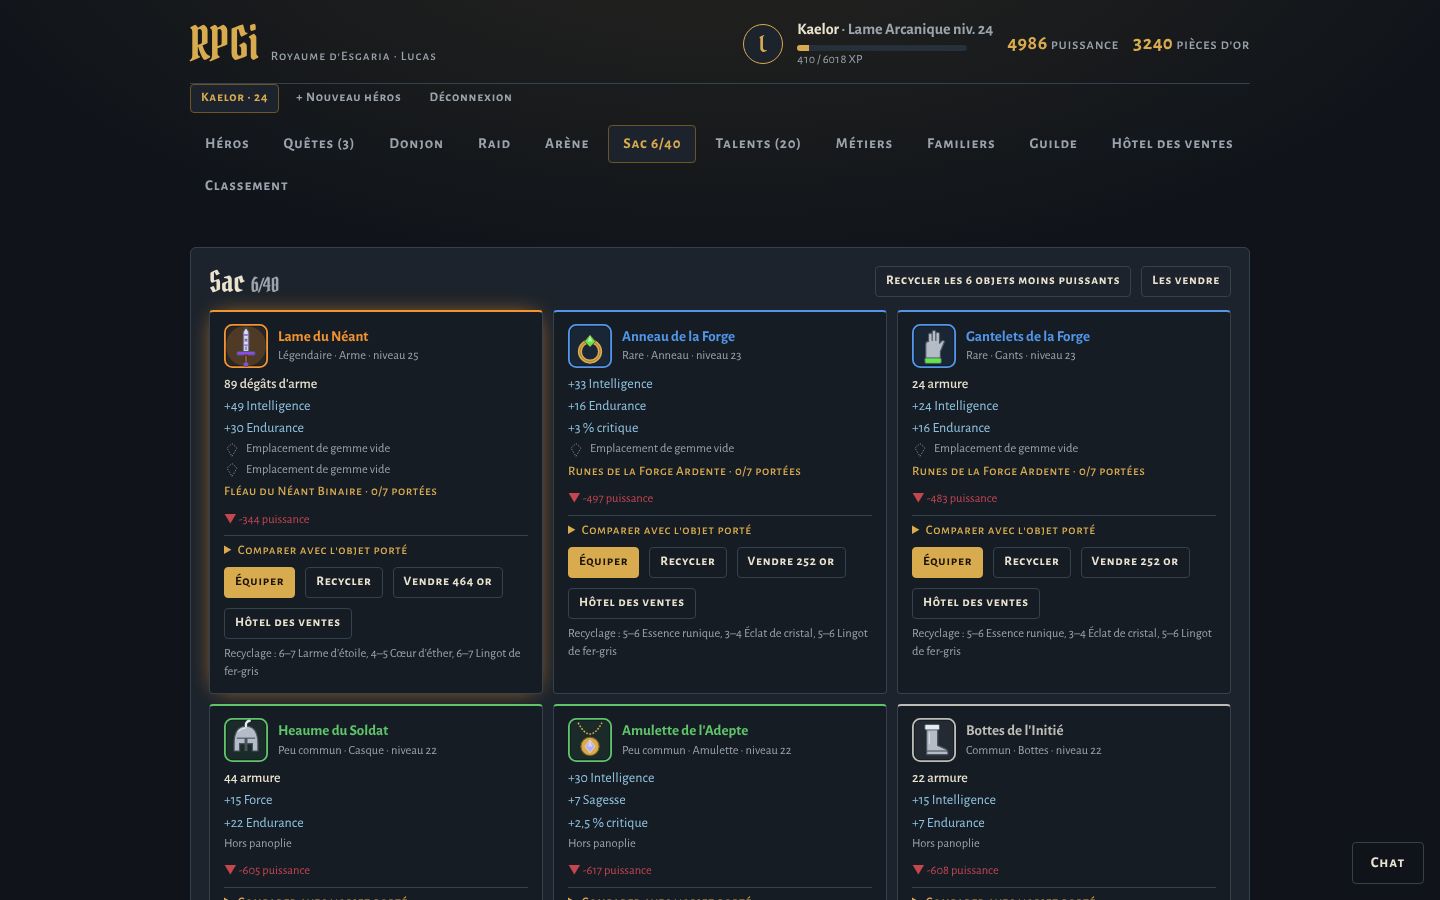 RPGi
Royaume d'Esgaria · Lucas
l
Kaelor · Lame Arcanique niv. 24
410 / 6018 XP
4986 puissance
3240 pièces d'or
Kaelor · 24
+ Nouveau héros
Déconnexion
Héros
Quêtes (3)
Donjon
Raid
Arène
Sac 6/40
Talents (20)
Métiers
Familiers
Guilde
Hôtel des ventes
Classement
Sac 6/40
Recycler les 6 objets moins puissants
Les vendre
Lame du Néant
Légendaire · Arme · niveau 25
89 dégâts d'arme
+49 Intelligence
+30 Endurance
Emplacement de gemme vide
Emplacement de gemme vide
Fléau du Néant Binaire · 0/7 portées
▼ -344 puissance
▶ Comparer avec l'objet porté
Équiper
Recycler
Vendre 464 or
Hôtel des ventes
Recyclage : 6–7 Larme d'étoile, 4–5 Cœur d'éther, 6–7 Lingot de
fer-gris
Anneau de la Forge
Rare · Anneau · niveau 23
+33 Intelligence
+16 Endurance
+3 % critique
Emplacement de gemme vide
Runes de la Forge Ardente · 0/7 portées
▼ -497 puissance
▶ Comparer avec l'objet porté
Équiper
Recycler
Vendre 252 or
Hôtel des ventes
Recyclage : 5–6 Essence runique, 3–4 Éclat de cristal, 5–6 Lingot
de fer-gris
Gantelets de la Forge
Rare · Gants · niveau 23
24 armure
+24 Intelligence
+16 Endurance
Emplacement de gemme vide
Runes de la Forge Ardente · 0/7 portées
▼ -483 puissance
▶ Comparer avec l'objet porté
Équiper
Recycler
Vendre 252 or
Hôtel des ventes
Recyclage : 5–6 Essence runique, 3–4 Éclat de cristal, 5–6 Lingot
de fer-gris
Heaume du Soldat
Peu commun · Casque · niveau 22
44 armure
+15 Force
+22 Endurance
Hors panoplie
▼ -605 puissance
Amulette de l'Adepte
Peu commun · Amulette · niveau 22
+30 Intelligence
+7 Sagesse
+2,5 % critique
Hors panoplie
▼ -617 puissance
Bottes de l'Initié
Commun · Bottes · niveau 22
22 armure
+15 Intelligence
+7 Endurance
Hors panoplie
▼ -608 puissance
Chat